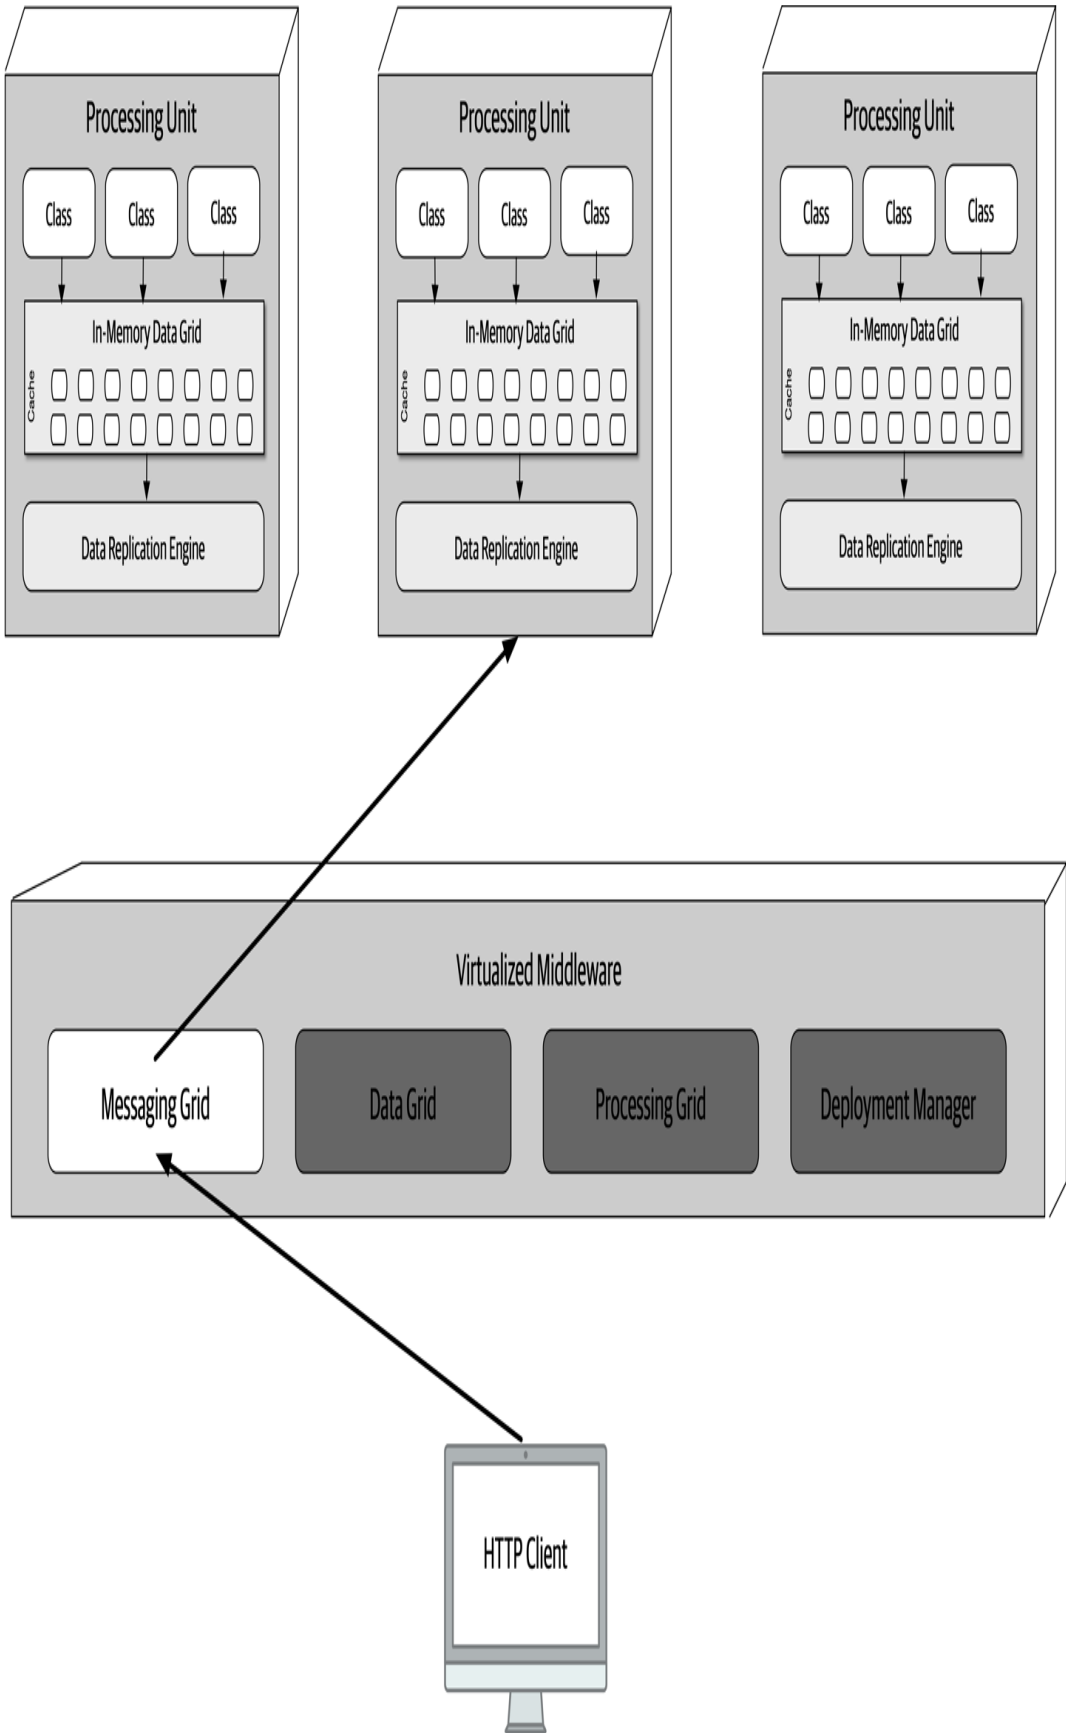 Processing Unit
Class
Class
Class
In-Memory Data Grid
Cache
Data Replication Engine
Processing Unit
Class
Class
Class
In-Memory Data Grid
Cache
Data Replication Engine
Processing Unit
Class
Class
Class
In-Memory Data Grid
Cache
Data Replication Engine
Virtualized Middleware
Messaging Grid
Data Grid
Processing Grid
Deployment Manager
HTTP Client